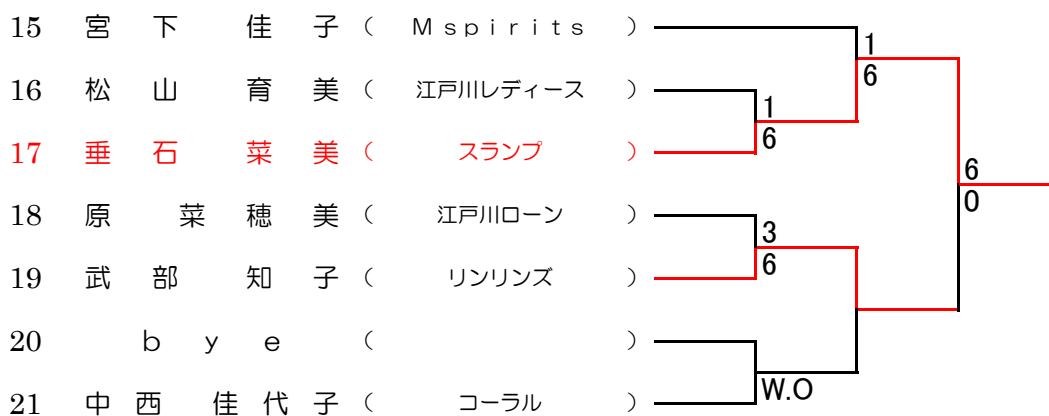 15 宮下 佳子 ( Mspirits )
1
6
16 松山 育美 ( 江戸川レディース )
1
6
17 垂石 菜美 ( スランプ )
6
0
18 原 菜穂美 ( 江戸川ローン )
3
6
19 武部 知子 ( リンリンズ )
20 bye ( )
W.O
21 中西 佳代子 ( コーラル )